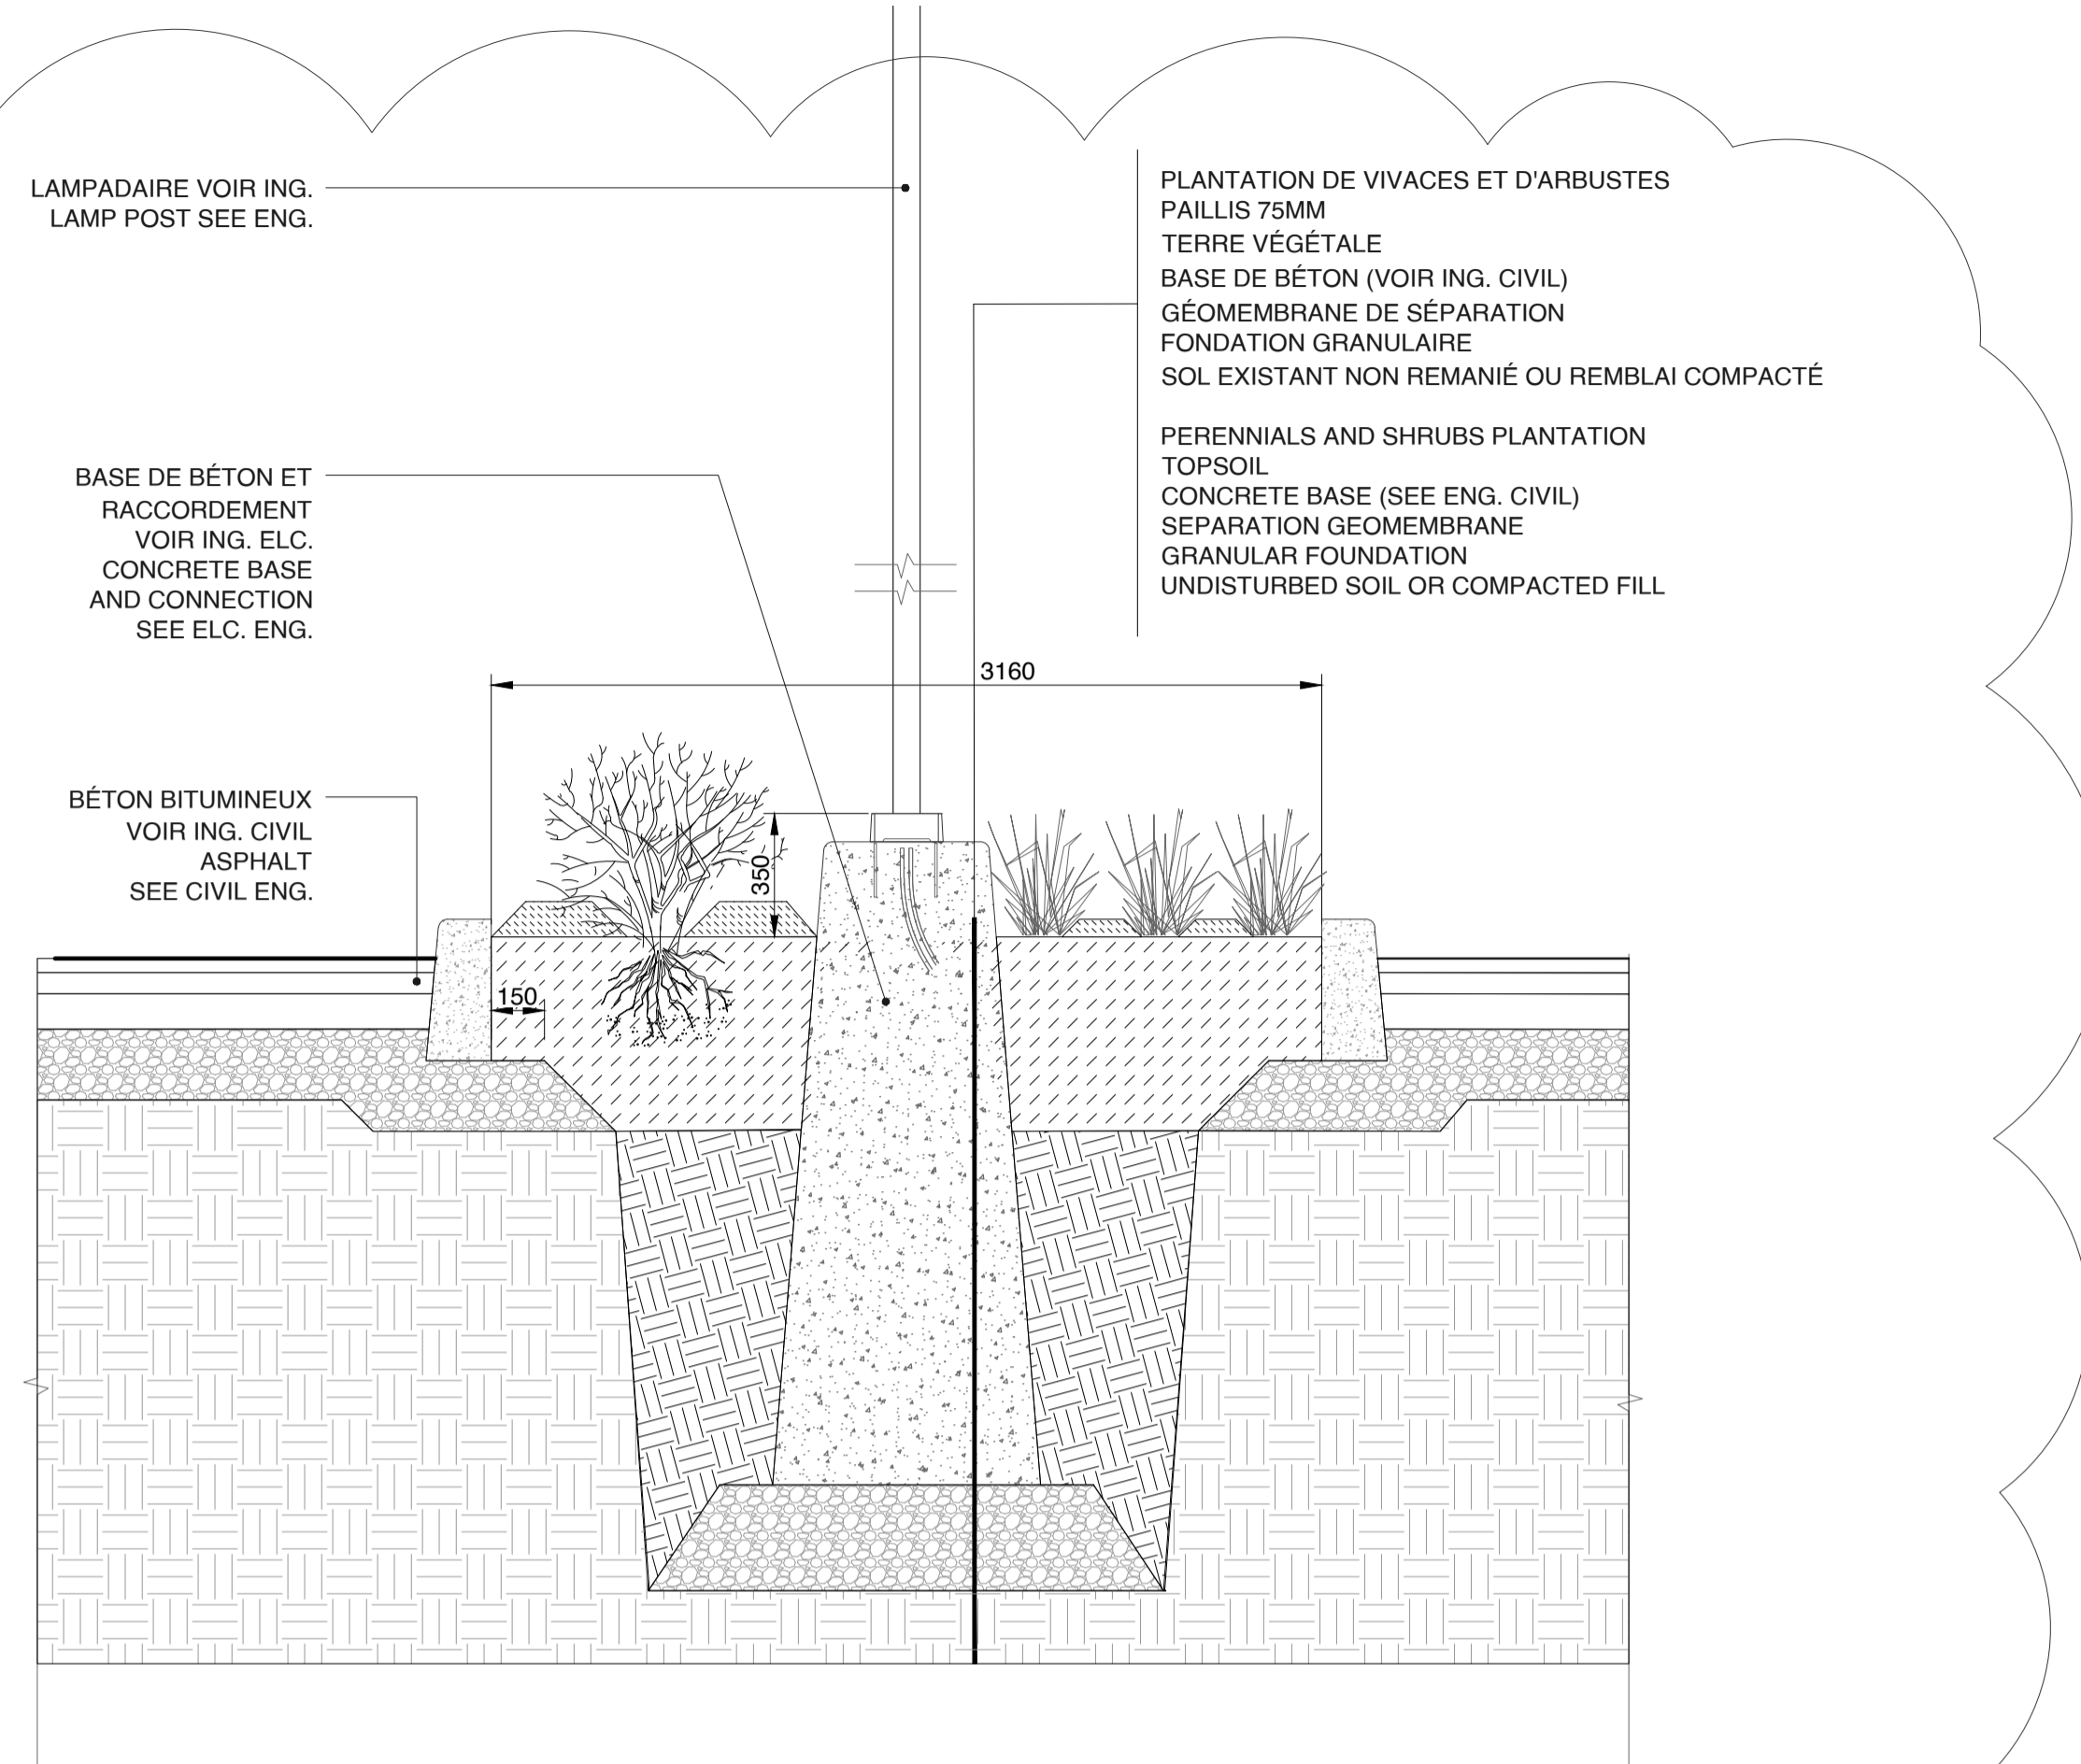 LAMPADAIRE VOIR ING.
LAMP POST SEE ENG.
PLANTATION DE VIVACES ET D'ARBUSTES
PAILLIS 75MM
TERRE VÉGÉTALE
BASE DE BÉTON (VOIR ING. CIVIL)
GÉOMEMBRANE DE SÉPARATION
FONDATION GRANULAIRE
SOL EXISTANT NON REMANIÉ OU REMBLAI COMPACTÉ
PERENNIALS AND SHRUBS PLANTATION
TOPSOIL
CONCRETE BASE (SEE ENG. CIVIL)
SEPARATION GEOMEMBRANE
GRANULAR FOUNDATION
UNDISTURBED SOIL OR COMPACTED FILL
BASE DE BÉTON ET
RACCORDEMENT
VOIR ING. ELC.
CONCRETE BASE
AND CONNECTION
SEE ELC. ENG.
3160
BÉTON BITUMINEUX
VOIR ING. CIVIL
ASPHALT
SEE CIVIL ENG.
350
150